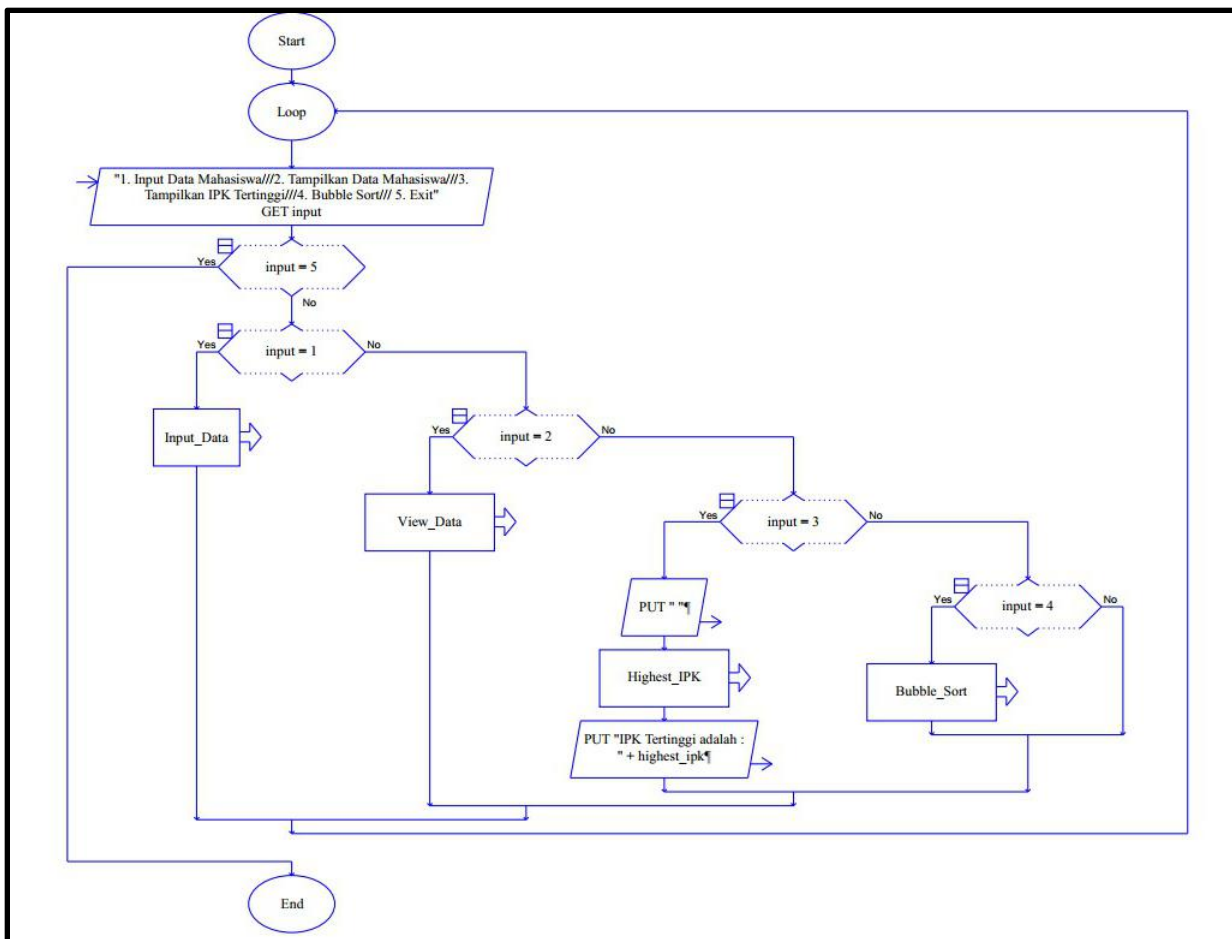 Start
Loop
"1. Input Data Mahasiswa///2. Tampilkan Data Mahasiswa///3.
Tampilkan IPK Tertinggi///4. Bubble Sort/// 5. Exit"
GET input
Yes
input = 5
No
Yes
input = 1
No
Input_Data
Yes
input = 2
No
View_Data
Yes
input = 3
No
PUT " "¶
Highest_IPK
PUT "IPK Tertinggi adalah :
" + highest_ipk¶
Yes
input = 4
No
Bubble_Sort
End